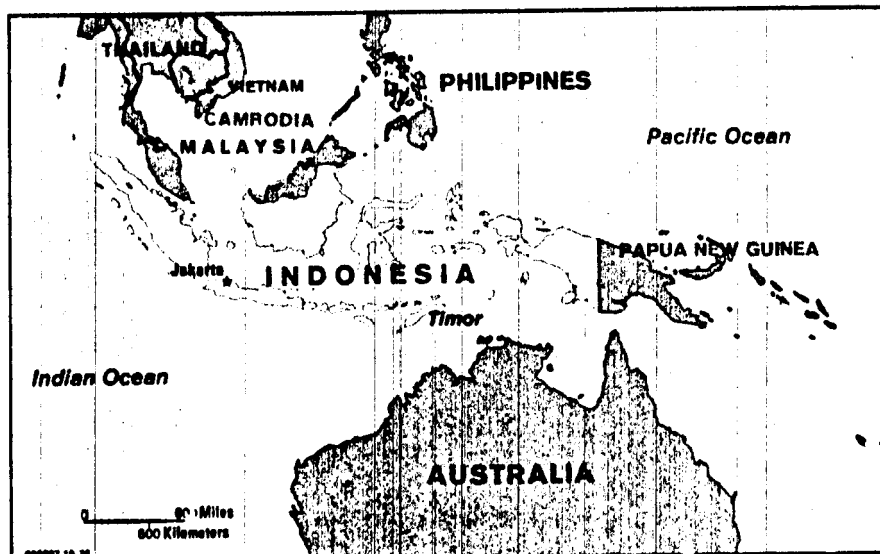 THAILAND
VIETNAM
CAMRODIA
MALAYSIA
PHILIPPINES
Pacific Ocean
PAPUA NEW GUINEA
Jakarta
INDONESIA
Timor
Indian Ocean
AUSTRALIA
0
Miles
600 Kilometers